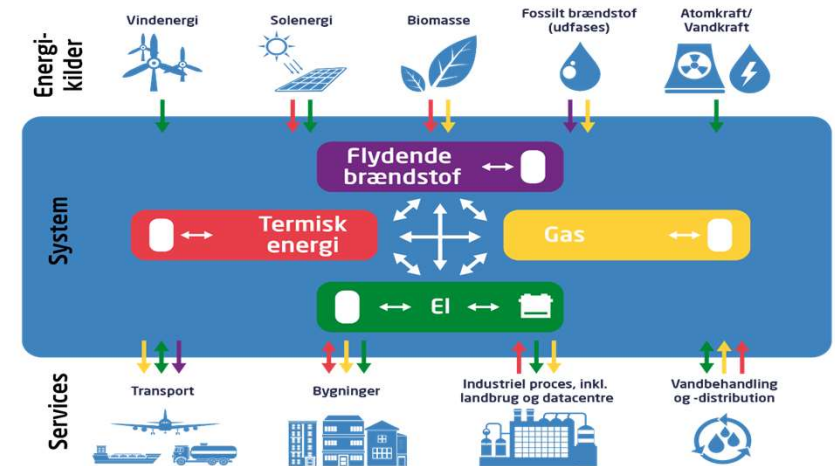 Energi-
kilder
Vindenergi
Solenergi
Biomasse
Fossilt brændstof
(udfases)
Atomkraft/
Vandkraft
System
Flydende
brændstof
Termisk
energi
Gas
El
Services
Transport
Bygninger
Industriel proces, inkl.
landbrug og datacentre
Vandbehandling
og -distribution